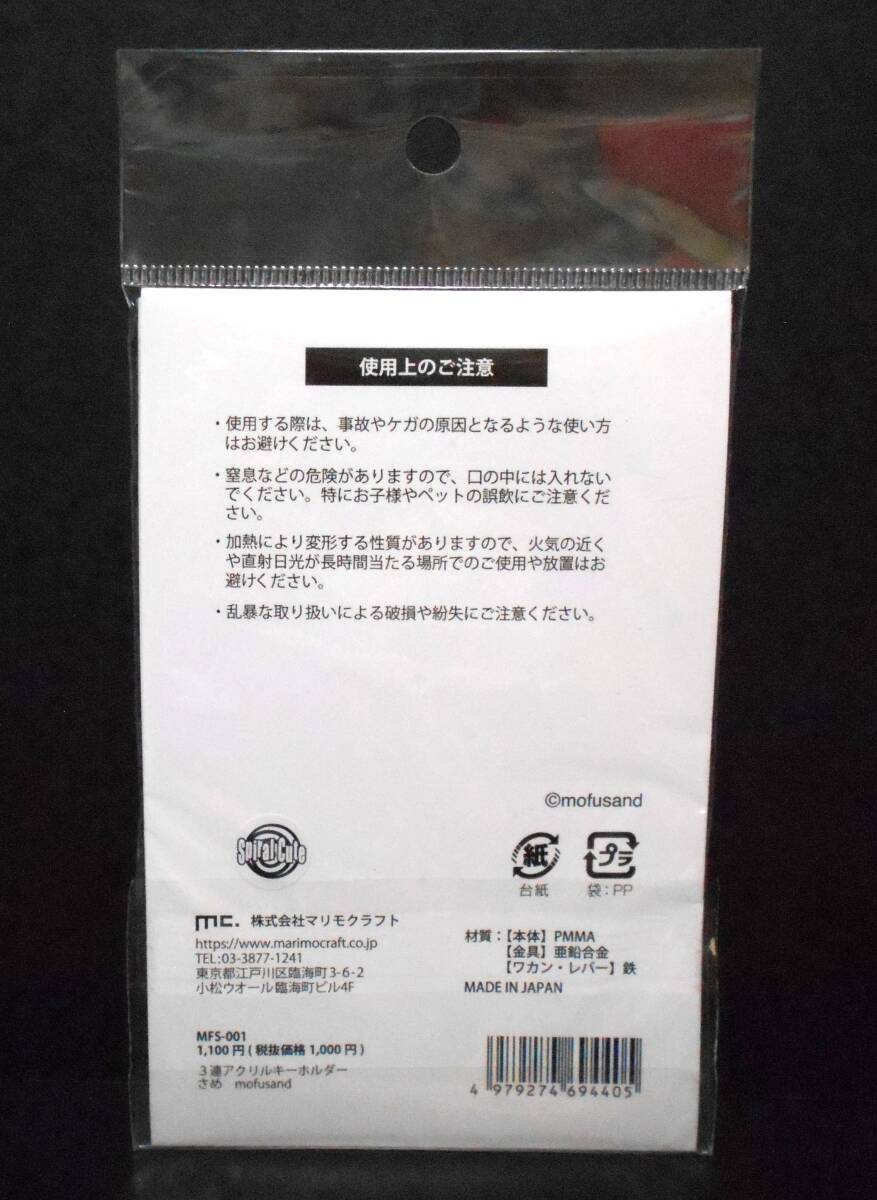 使用上のご注意
・使用する際は、事故やケガの原因となるような使い方
はお避けください。
・窒息などの危険がありますので、口の中には入れない
でください。特にお子様やペットの誤飲にご注意くだ
さい。
・加熱により変形する性質がありますので、火気の近く
や直射日光が長時間当たる場所でのご使用や放置はお
避けください。
・乱暴な取り扱いによる破損や紛失にご注意ください。
©mofusand
Spiral Cute
紙
プラ
台紙
袋:PP
mc. 株式会社マリモクラフト
https://www.marimocraft.co.jp
TEL:03-3877-1241
東京都江戸川区臨海町3-6-2
小松ウオール臨海町ビル4F
材質:【本体】PMMA
【金具】亜鉛合金
【ワカン・レバー】鉄
MADE IN JAPAN
MFS-001
1,100円(税抜価格 1,000円)
3連アクリルキーホルダー
さめ mofusand
4 979274 694405